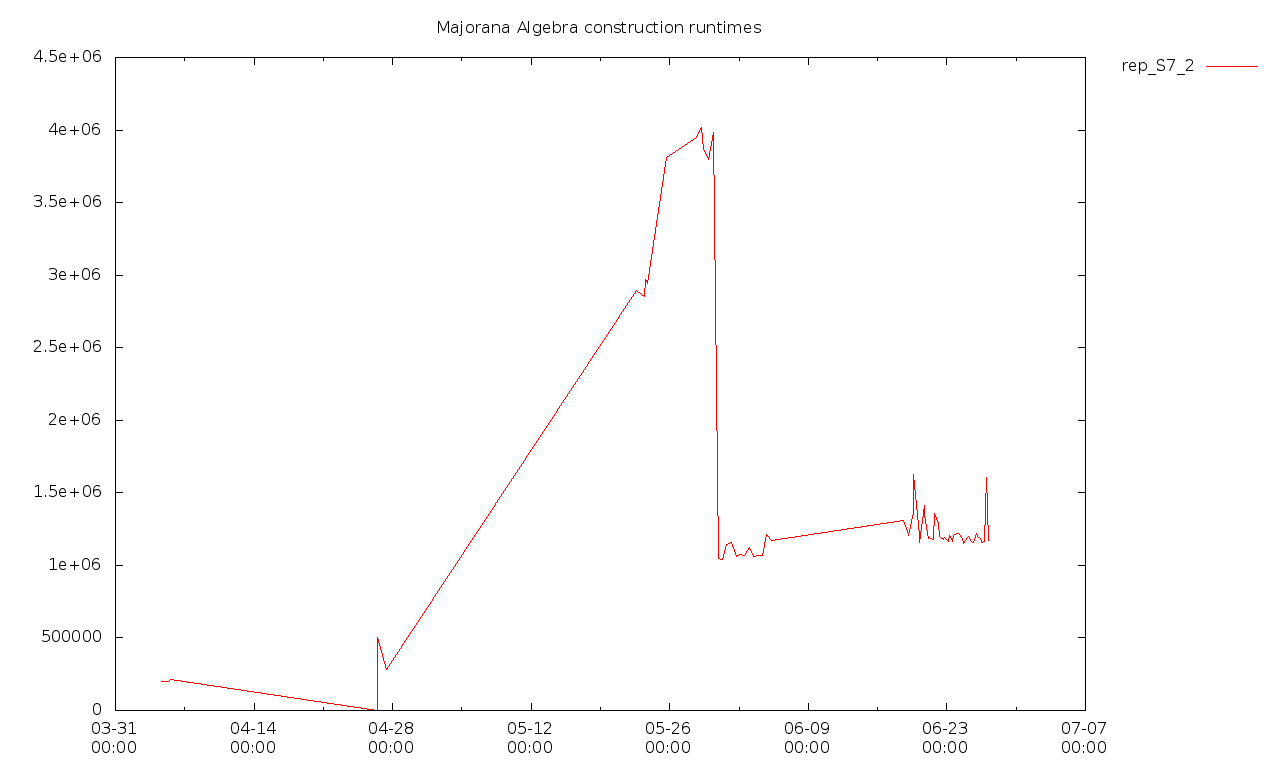 Majorana Algebra construction runtimes
rep_S7_2
4.5e+06
4e+06
3.5e+06
3e+06
2.5e+06
2e+06
1.5e+06
1e+06
500000
0
03-31 04-14 04-28 05-12 05-26 06-09 06-23 07-07
00:00 00:00 00:00 00:00 00:00 00:00 00:00 00:00